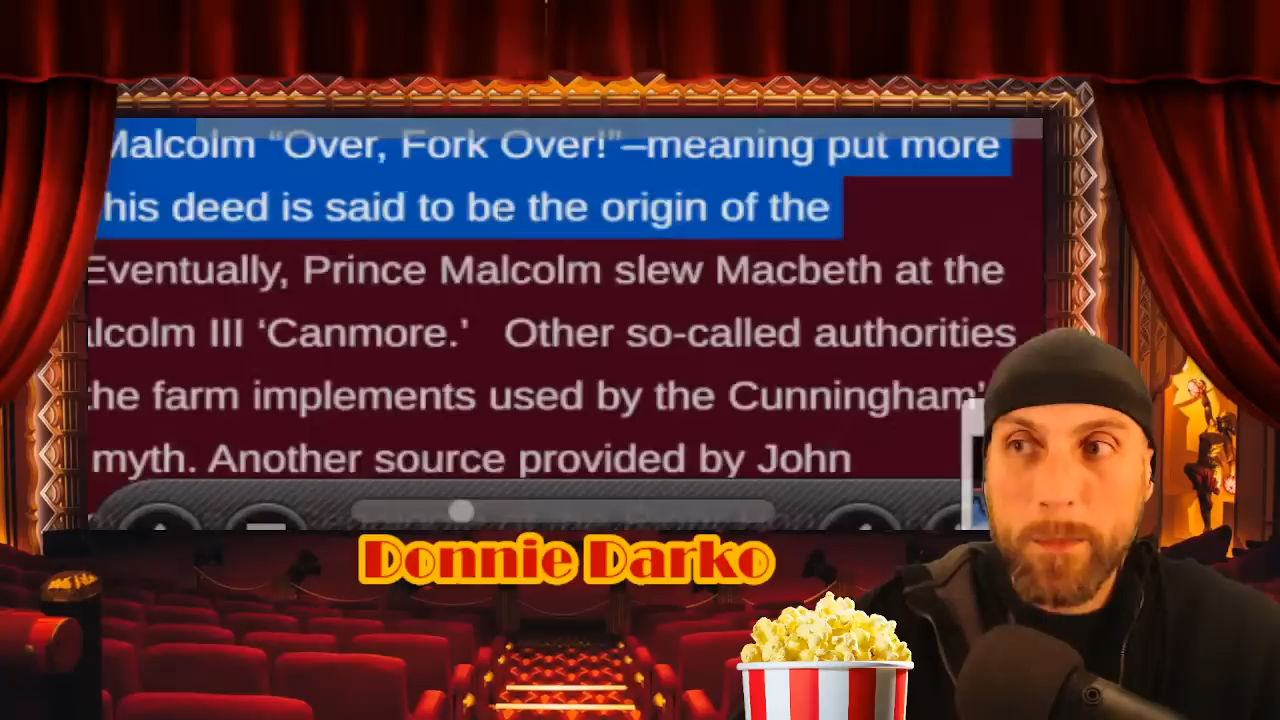 Malcolm “Over, Fork Over!”–meaning put more
his deed is said to be the origin of the
Eventually, Prince Malcolm slew Macbeth at the
lcolm III ‘Canmore.’ Other so-called authorities
the farm implements used by the Cunningham’
myth. Another source provided by John
Donnie Darko